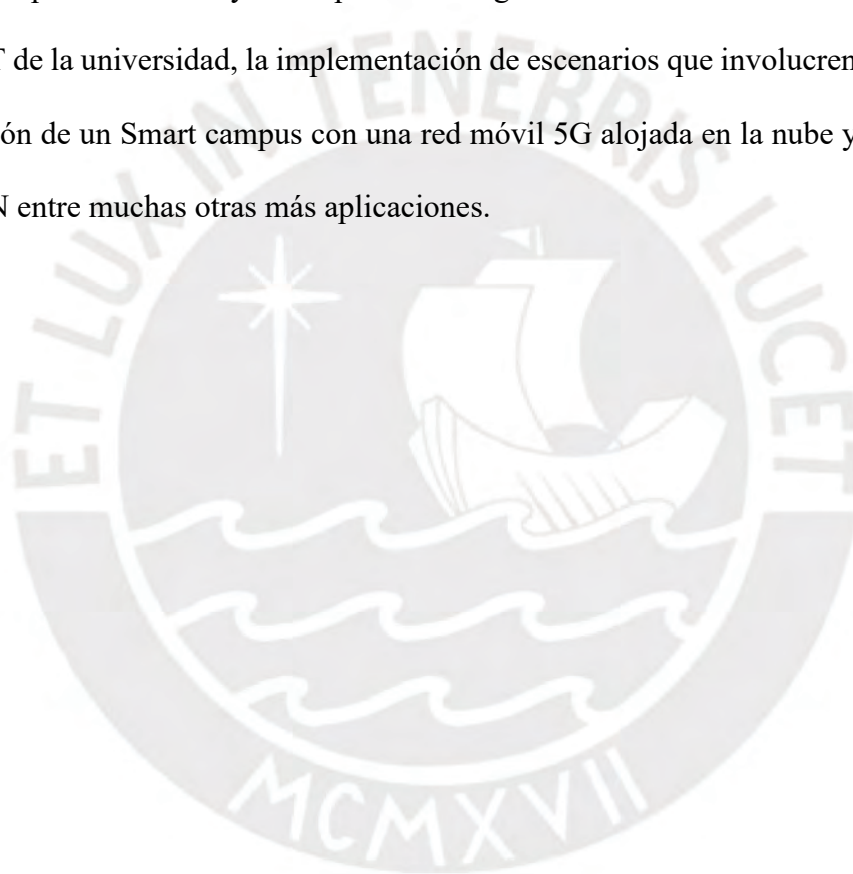 T de la universidad, la implementación de escenarios que involucren
ón de un Smart campus con una red móvil 5G alojada en la nube y
N entre muchas otras más aplicaciones.
ET LUX IN TENEBRIS LUCET
MCMXVII